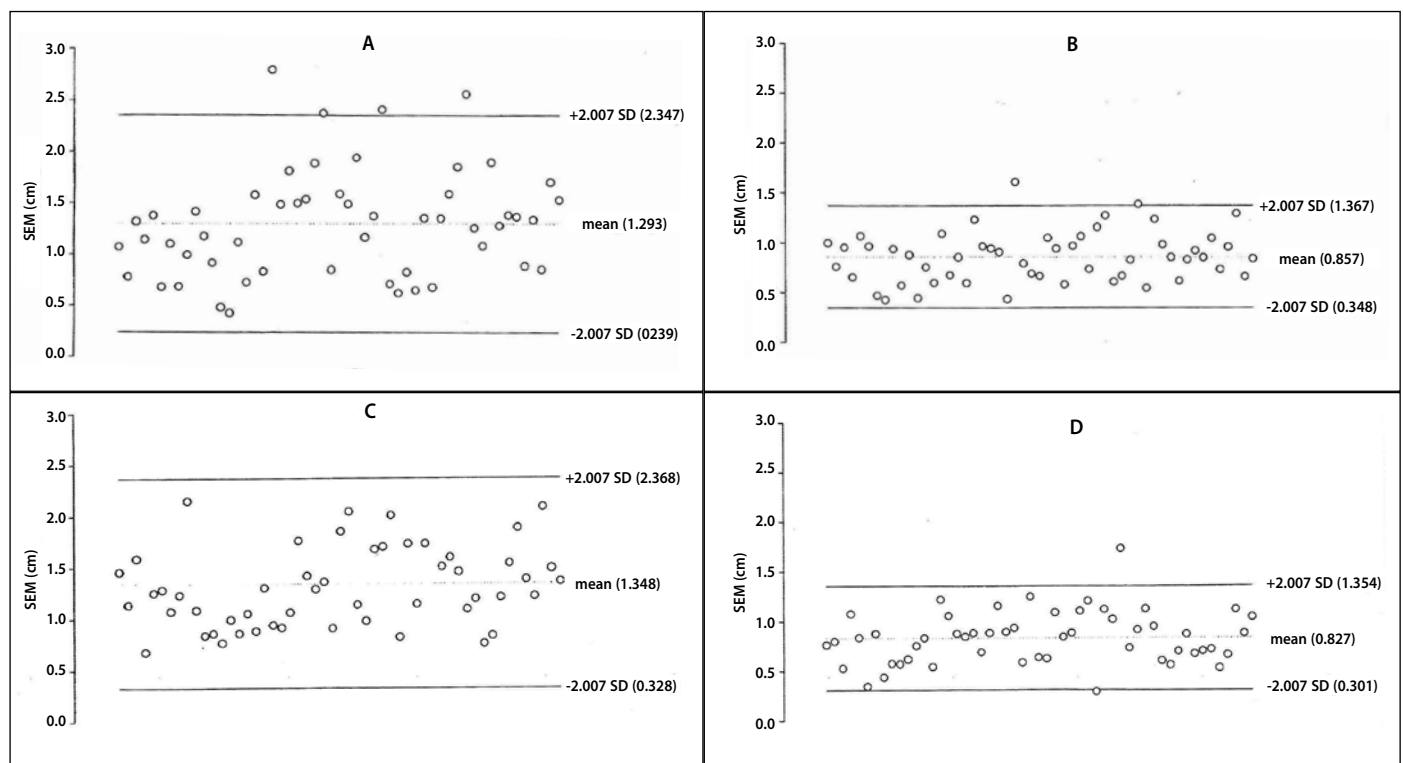 A
3.0
2.5
2.0
1.5
1.0
0.5
0.0
SEM (cm)
+2.007 SD (2.347)
mean (1.293)
-2.007 SD (0239)
B
3.0
2.5
2.0
1.5
1.0
0.5
0.0
SEM (cm)
+2.007 SD (1.367)
mean (0.857)
-2.007 SD (0.348)
C
3.0
2.5
2.0
1.5
1.0
0.5
0.0
SEM (cm)
+2.007 SD (2.368)
mean (1.348)
-2.007 SD (0.328)
D
3.0
2.5
2.0
1.5
1.0
0.5
0.0
SEM (cm)
+2.007 SD (1.354)
mean (0.827)
-2.007 SD (0.301)